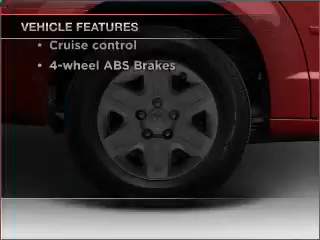 VEHICLE FEATURES
• Cruise control
• 4-wheel ABS Brakes